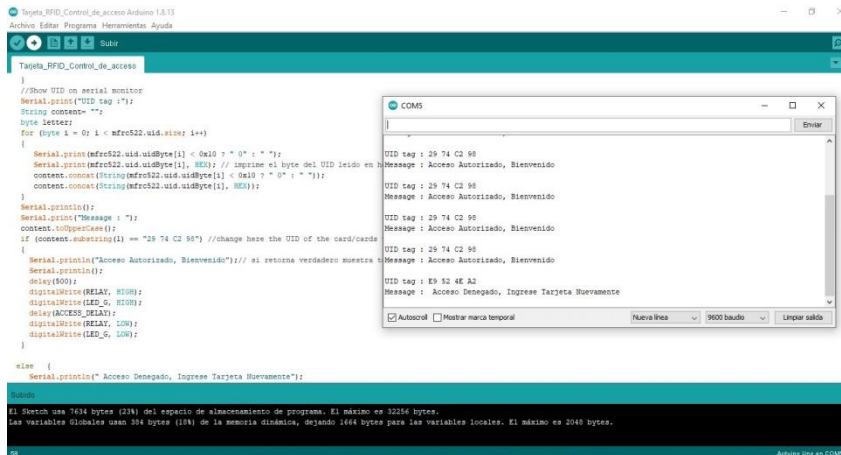 Tarjeta_RFID_Control_de_acceso Arduino 1.8.13
Archivo Editar Programa Herramientas Ayuda
Subir
Tarjeta_RFID_Control_de_acceso
}
//Show UID on serial monitor
Serial.print("UID tag :");
String content= "";
byte letter;
for (byte i = 0; i < mfrc522.uid.size; i++)
{
Serial.print(mfrc522.uid.uidByte[i] < 0x10 ? " 0" : " ");
Serial.print(mfrc522.uid.uidByte[i], HEX); // imprime el byte del UID leido en h
content.concat(String(mfrc522.uid.uidByte[i] < 0x10 ? " 0" : " "));
content.concat(String(mfrc522.uid.uidByte[i], HEX));
}
Serial.println();
Serial.print("Message : ");
content.toUpperCase();
if (content.substring(1) == "29 74 C2 98") //change here the UID of the card/cards
{
Serial.println("Acceso Autorizado, Bienvenido");// si retorna verdadero muestra t
Serial.println();
delay(500);
digitalWrite(RELAY, HIGH);
digitalWrite(LED_G, HIGH);
delay(ACCESS_DELAY);
digitalWrite(RELAY, LOW);
digitalWrite(LED_G, LOW);
}
else {
Serial.println(" Acceso Denegado, Ingrese Tarjeta Nuevamente");
COM5
Enviar
UID tag : 29 74 C2 98
Message : Acceso Autorizado, Bienvenido
UID tag : 29 74 C2 98
Message : Acceso Autorizado, Bienvenido
UID tag : 29 74 C2 98
Message : Acceso Autorizado, Bienvenido
UID tag : 29 74 C2 98
Message : Acceso Autorizado, Bienvenido
UID tag : E9 52 4E A2
Message :  Acceso Denegado, Ingrese Tarjeta Nuevamente
Autoscroll Mostrar marca temporal Nueva línea 9600 baudio Limpiar salida
Subido
El Sketch usa 7634 bytes (23%) del espacio de almacenamiento de programa. El máximo es 32256 bytes.
Las variables Globales usan 384 bytes (18%) de la memoria dinámica, dejando 1664 bytes para las variables locales. El máximo es 2048 bytes.
Arduino Uno en COM5